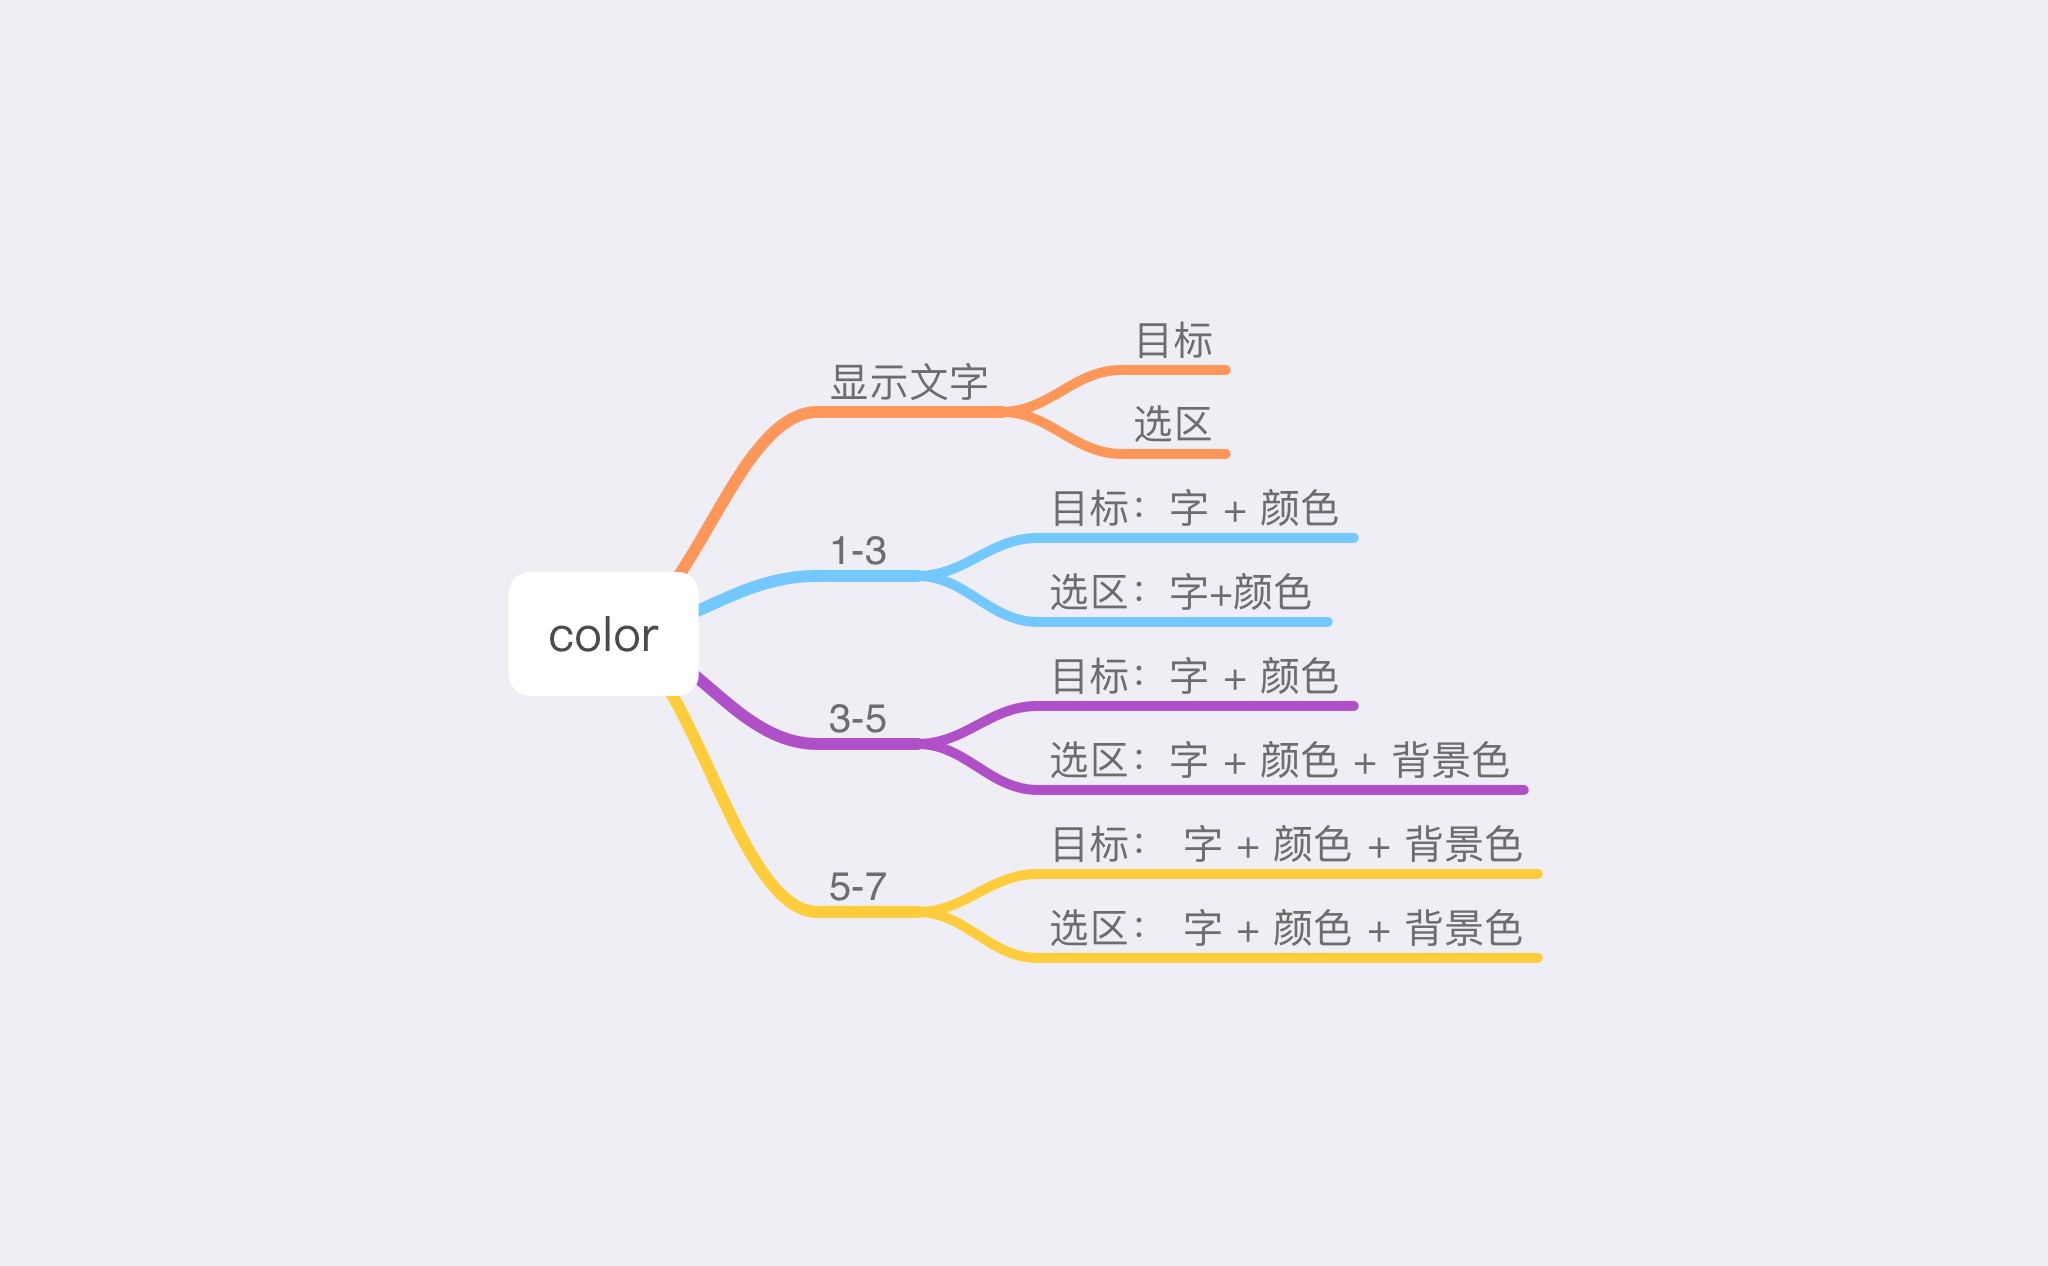 color
显示文字
目标
选区
1-3
目标：字 + 颜色
选区：字+颜色
3-5
目标：字 + 颜色
选区：字 + 颜色 + 背景色
5-7
目标： 字 + 颜色 + 背景色
选区： 字 + 颜色 + 背景色